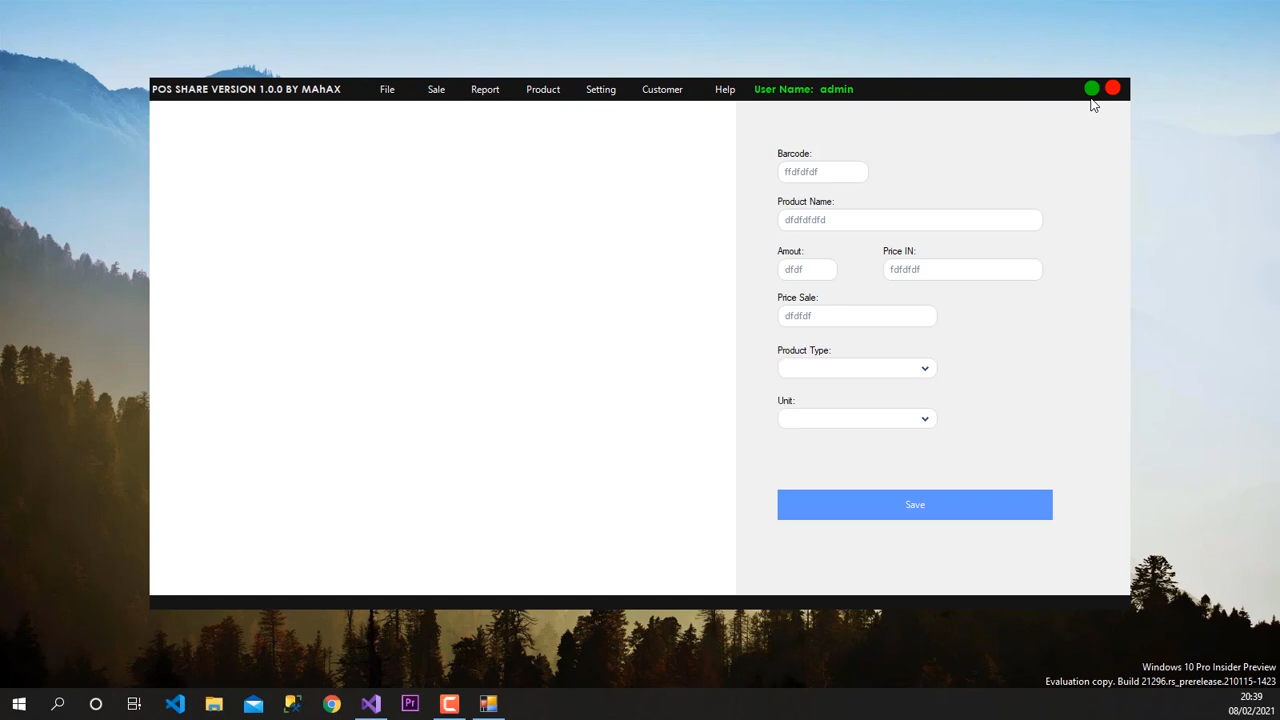 POS SHARE VERSION 1.0.0 BY MAhAX File Sale Report Product Setting Customer Help User Name: admin
Barcode:
ffdfdfdf
Product Name:
dfdfdfdfd
Amout: Price IN:
dfdf fdfdfdf
Price Sale:
dfdfdf
Product Type:
Unit:
Save
Windows 10 Pro Insider Preview
Evaluation copy. Build 21296.rs_prerelease.210115-1423
Pr
20:39
08/02/2021